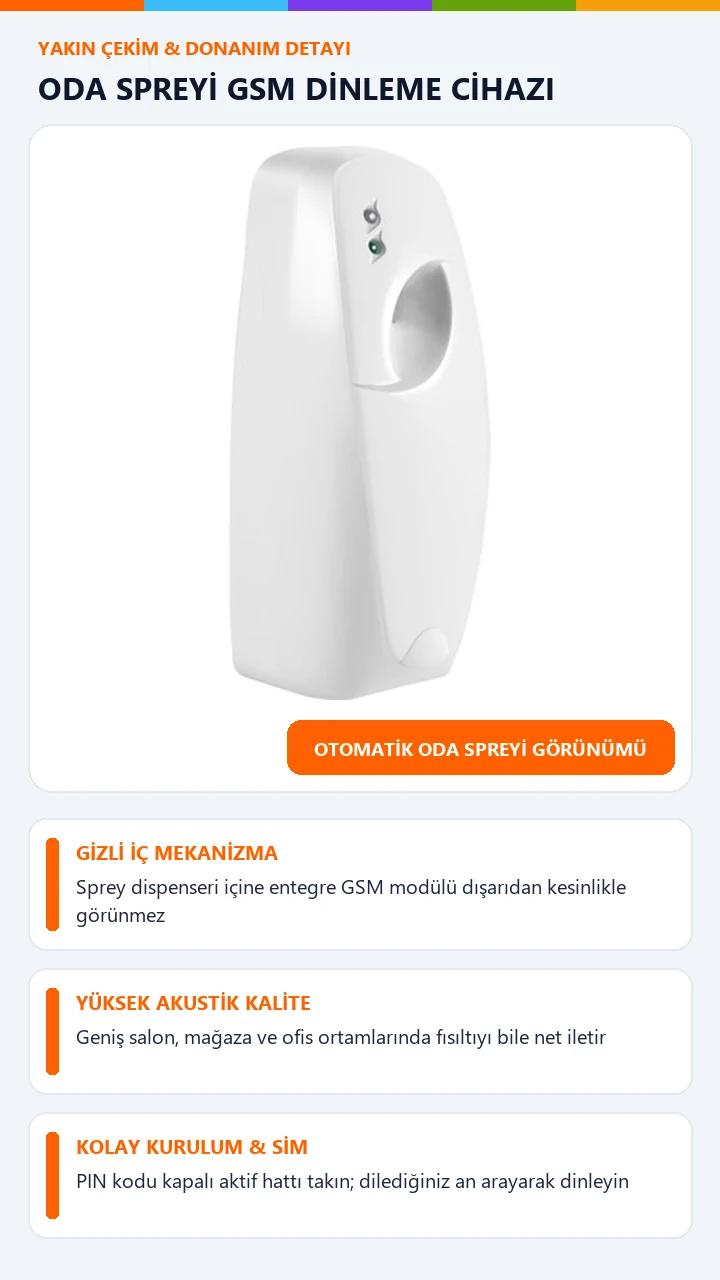 YAKIN ÇEKİM & DONANIM DETAYI
ODA SPREYİ GSM DİNLEME CİHAZI
OTOMATİK ODA SPREYİ GÖRÜNÜMÜ
GİZLİ İÇ MEKANİZMA
Sprey dispenseri içine entegre GSM modülü dışarıdan kesinlikle
görünmez
YÜKSEK AKUSTİK KALİTE
Geniş salon, mağaza ve ofis ortamlarında fısıltıyı bile net iletir
KOLAY KURULUM & SİM
PIN kodu kapalı aktif hattı takın; dilediğiniz an arayarak dinleyin